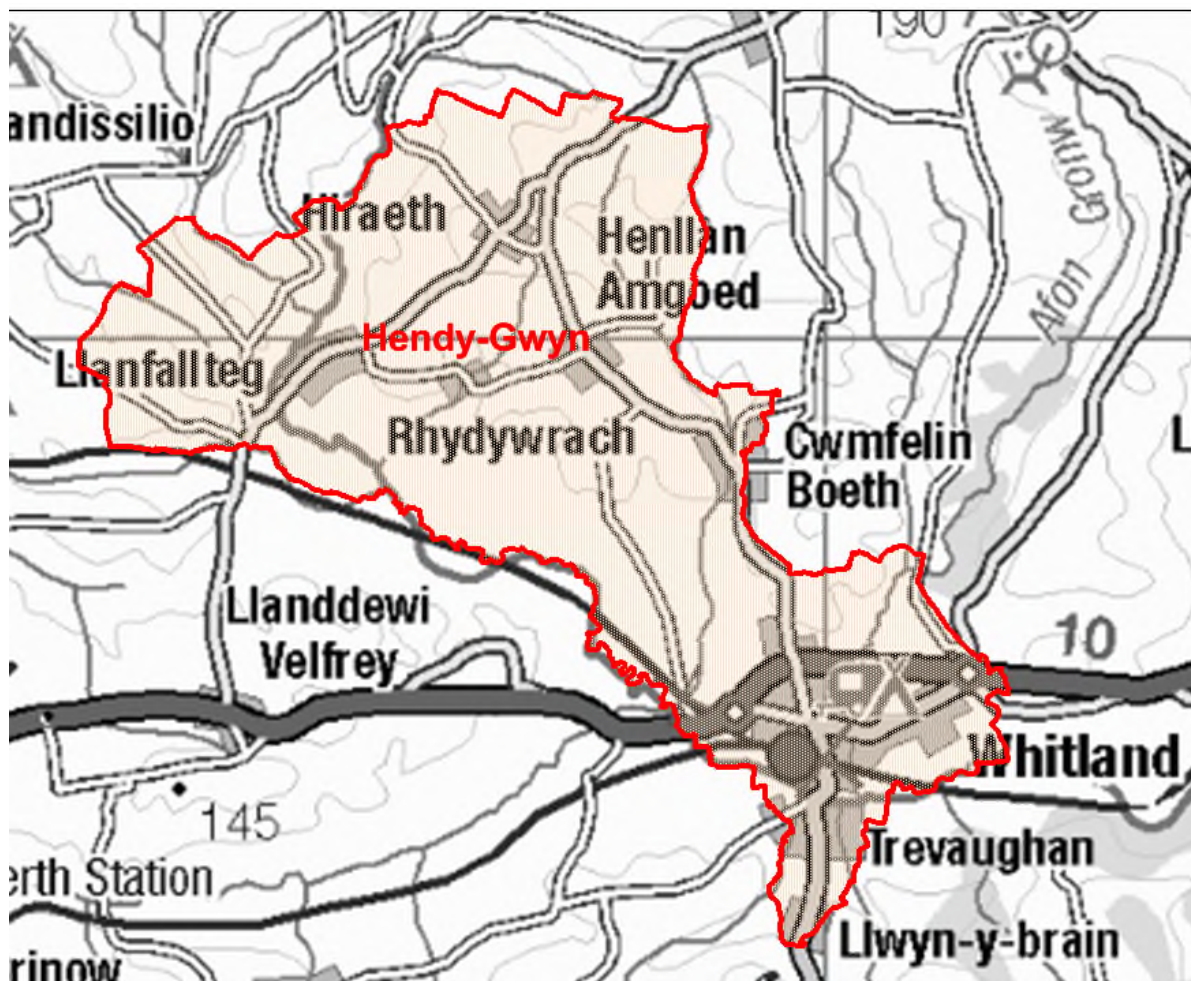 190
andissilio
Gronw
Hiraeth
Henllan
Amgoed
Afon
Hendy-Gwyn
Llanfallteg
L
Rhydywrach
Cwmfelin
Boeth
Llanddewi
Velfrey
10
Whitland
145
Trevaughan
erth Station
Llwyn-y-brain
rinow